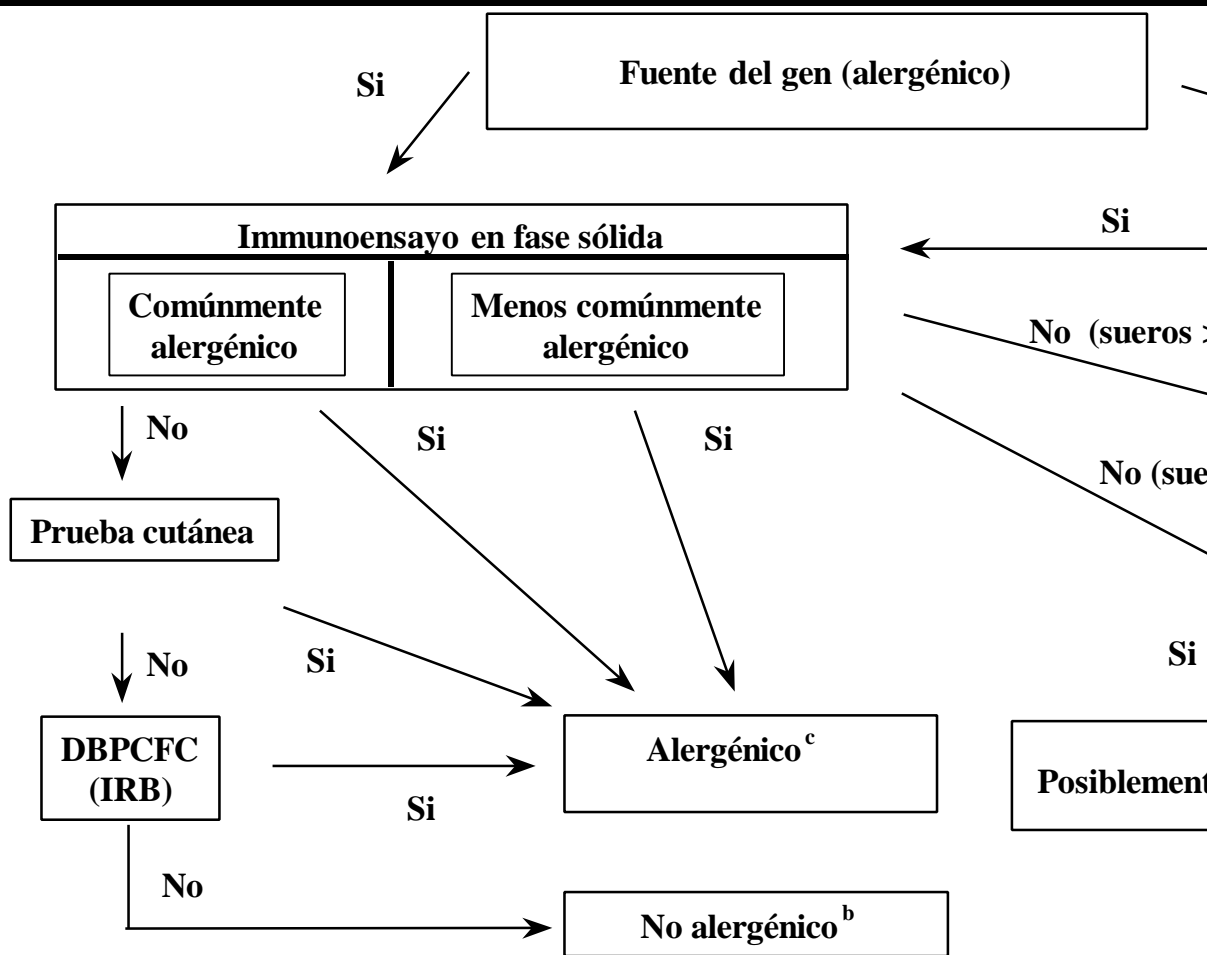 Fuente del gen (alergénico)
Si
Immunoensayo en fase sólida
Si
Comúnmente
alergénico
Menos comúnmente
alergénico
No (sueros
No
Si
Si
No
Prueba cutánea
Si
No
Si
DBPCFC
(IRB)
Alergénico c
Si
No
No alergénico b